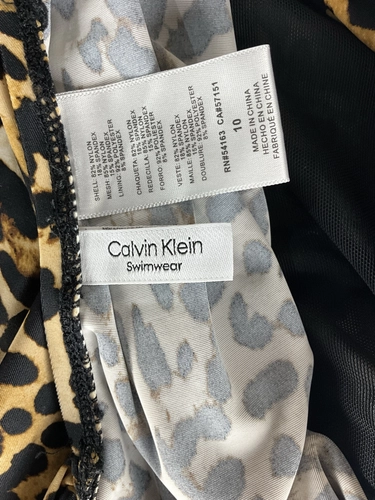 SHELL: 82% NYLON
18% SPANDEX
MESH: 85% NYLON
15% SPANDEX
LINING: 92% POLYESTER
8% SPANDEX
CHAQUETA: 82% NYLON
18% SPANDEX
REDECILLA: 85% NYLON
15% SPANDEX
FORRO: 92% POLYESTER
8% SPANDEX
VESTE: 82% NYLON
18% SPANDEX
MAILLE: 85% NYLON
15% SPANDEX
DOUBLURE: 92% POLYESTER
8% SPANDEX
RN#54163 CA#57151
10
MADE IN CHINA
HECHO EN CHINA
FABRIQUÉ EN CHINE
Calvin Klein
Swimwear